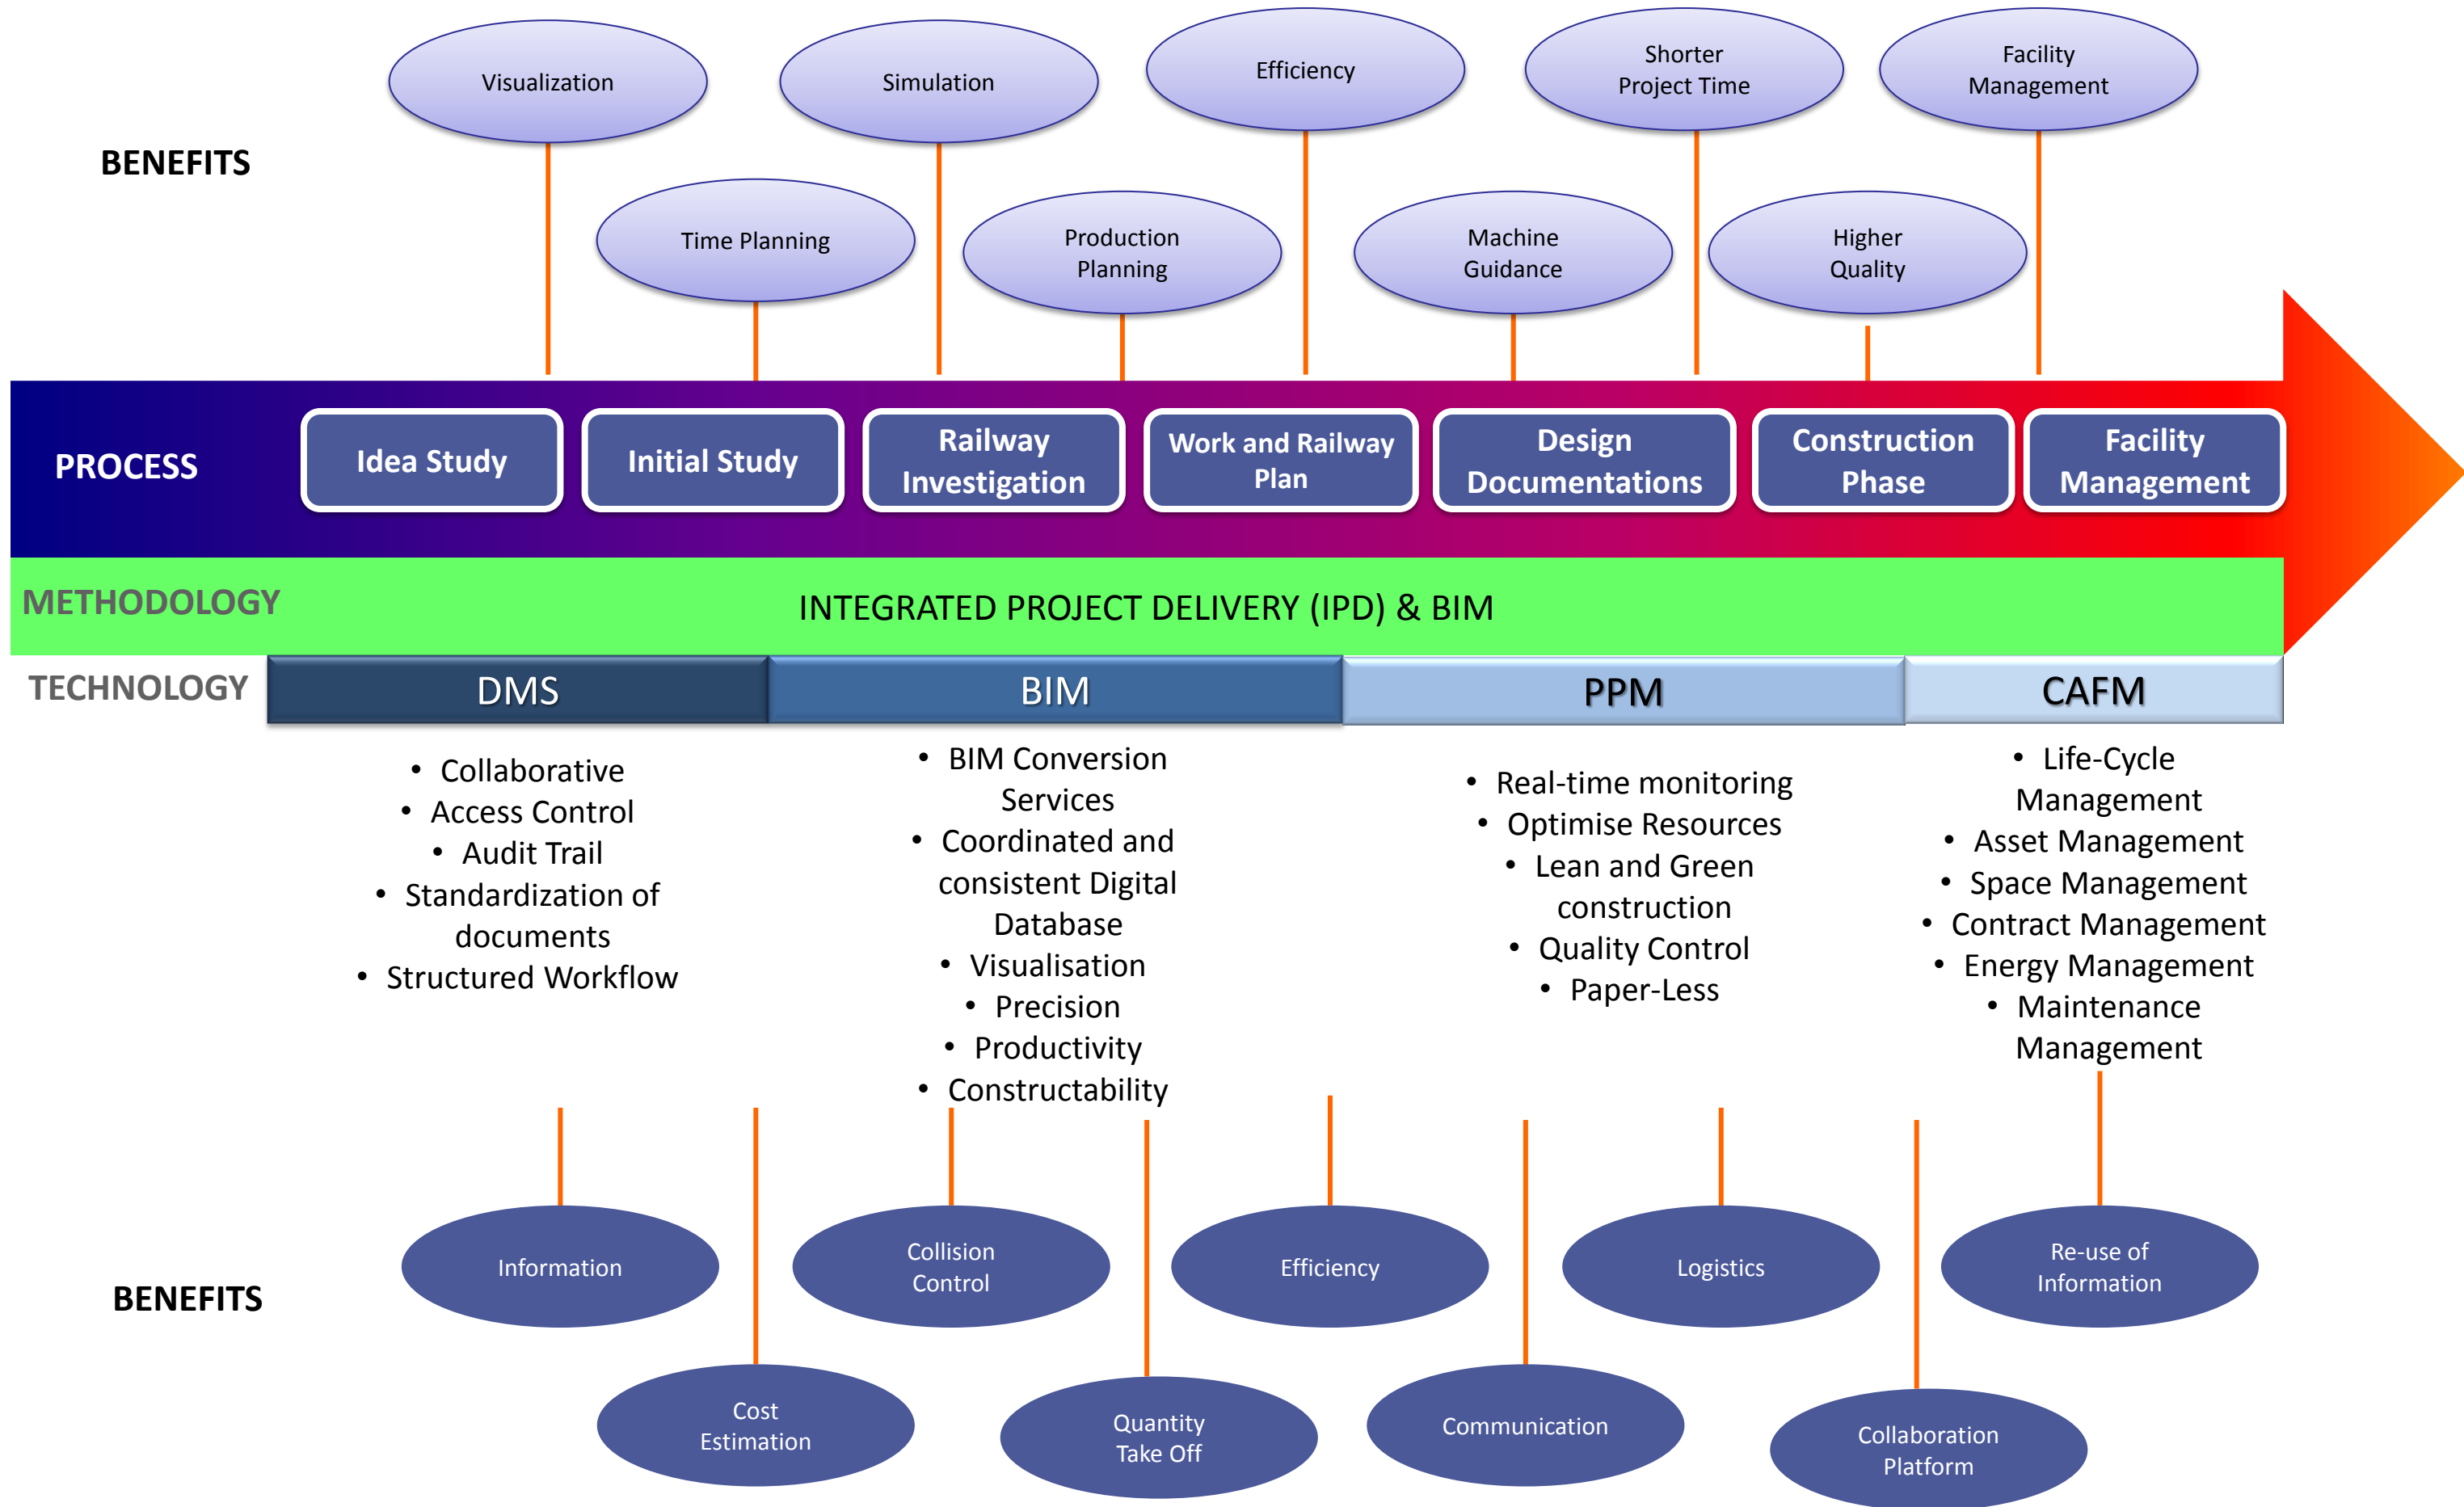 Visualization
Simulation
Efficiency
Shorter
Project Time
Facility
Management
BENEFITS
Time Planning
Production
Planning
Machine
Guidance
Higher
Quality
PROCESS
Idea Study
Initial Study
Railway
Investigation
Work and Railway
Plan
Design
Documentations
Construction
Phase
Facility
Management
METHODOLOGY
INTEGRATED PROJECT DELIVERY (IPD) & BIM
TECHNOLOGY
DMS
BIM
PPM
CAFM
• Collaborative
• Access Control
• Audit Trail
• Standardization of
documents
• Structured Workflow
• BIM Conversion
Services
• Coordinated and
consistent Digital
Database
• Visualisation
• Precision
• Productivity
• Constructability
• Real-time monitoring
• Optimise Resources
• Lean and Green
construction
• Quality Control
• Paper-Less
• Life-Cycle
Management
• Asset Management
• Space Management
• Contract Management
• Energy Management
• Maintenance
Management
Information
Collision
Control
Efficiency
Logistics
Re-use of
Information
BENEFITS
Cost
Estimation
Quantity
Take Off
Communication
Collaboration
Platform